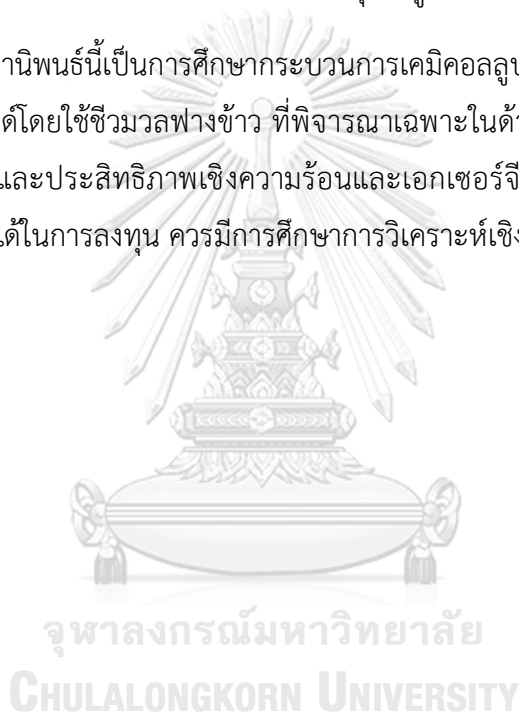 านิพนธ์นี้เป็นการศึกษากระบวนการเคมิคอลลูป
ด์โดยใช้ชีวมวลฟางข้าว ที่พิจารณาเฉพาะในด้า
และประสิทธิภาพเชิงความร้อนและเอกเซอร์จี
ด้ในการลงทุน ควรมีการศึกษาการวิเคราะห์เชิง
จุฬาลงกรณ์มหาวิทยาลัย
CHULALONGKORN UNIVERSITY